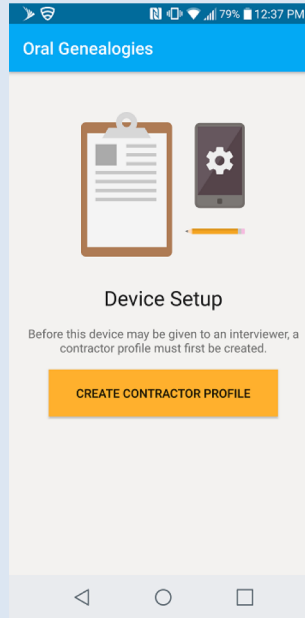 79% 12:37 PM
Oral Genealogies
Device Setup
Before this device may be given to an interviewer, a
contractor profile must first be created.
CREATE CONTRACTOR PROFILE